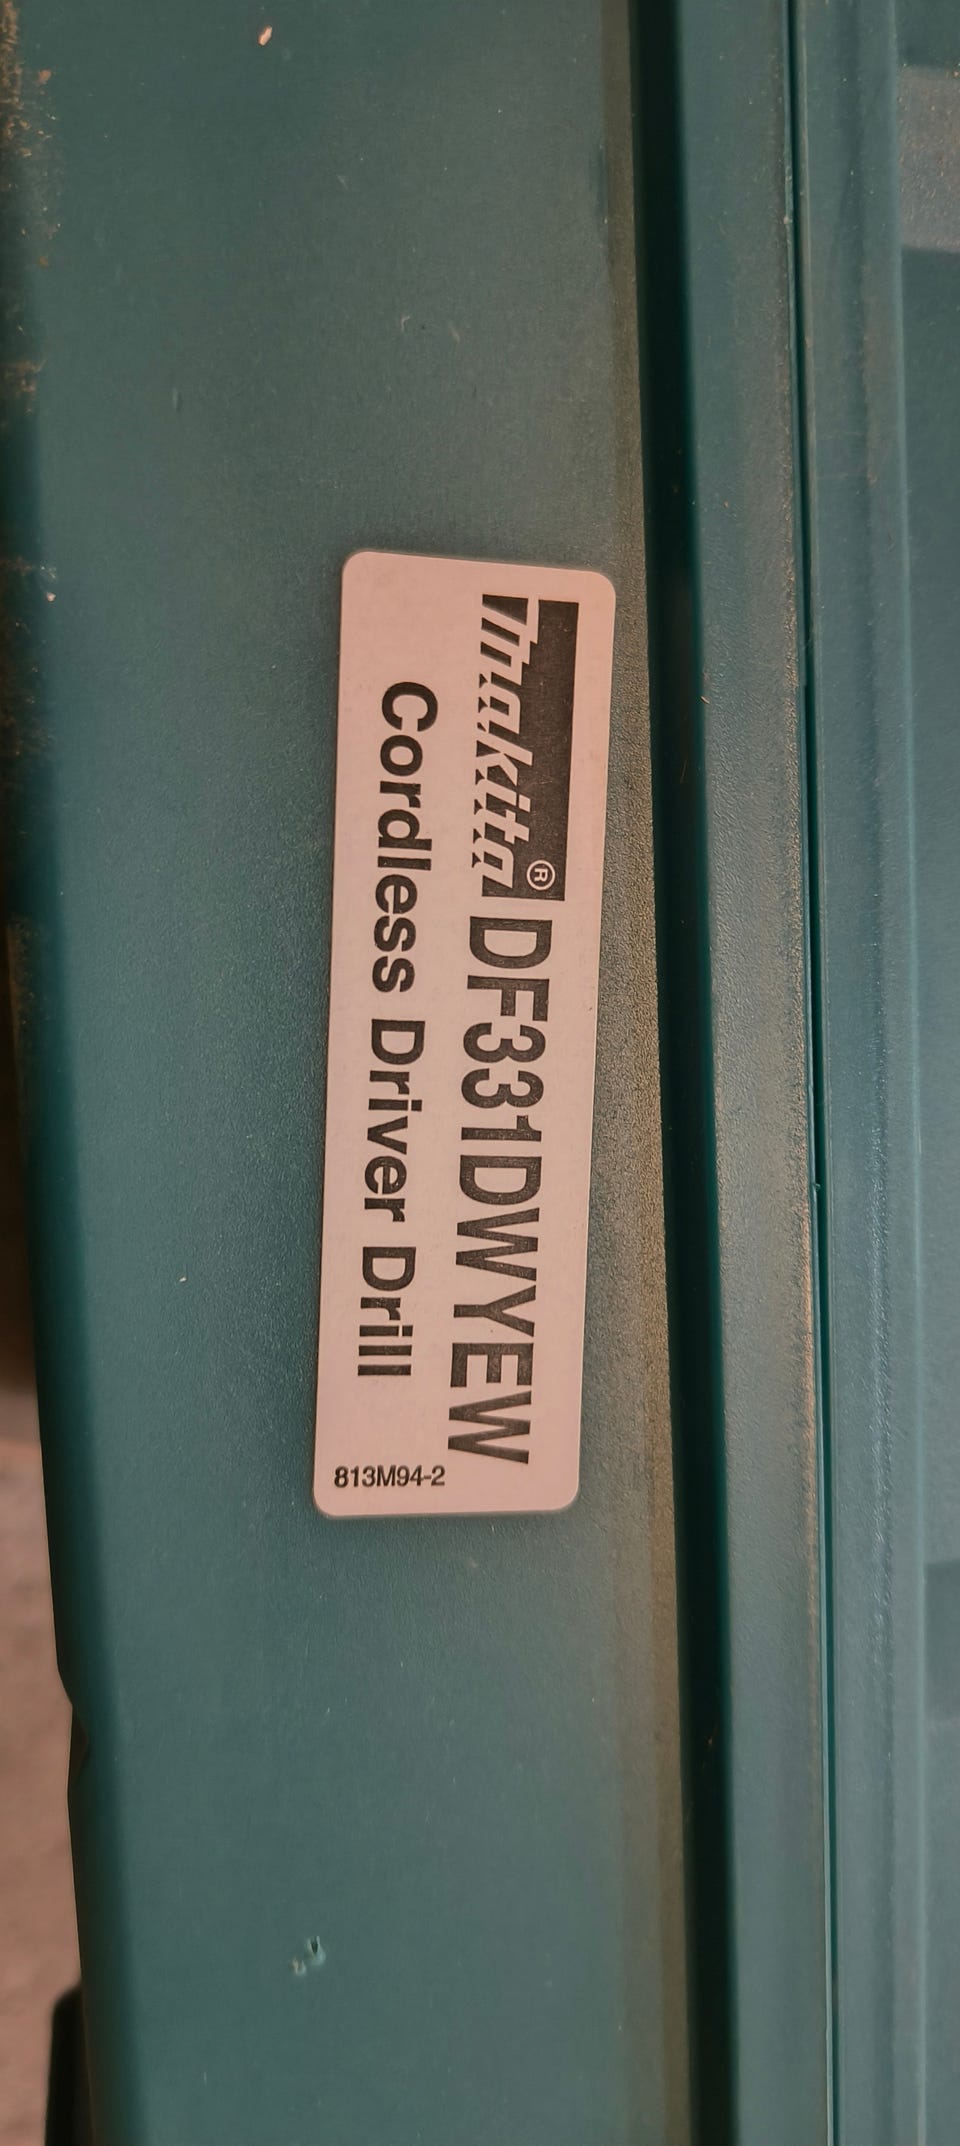 makita® DF331DWYEW
Cordless Driver Drill
813M94-2